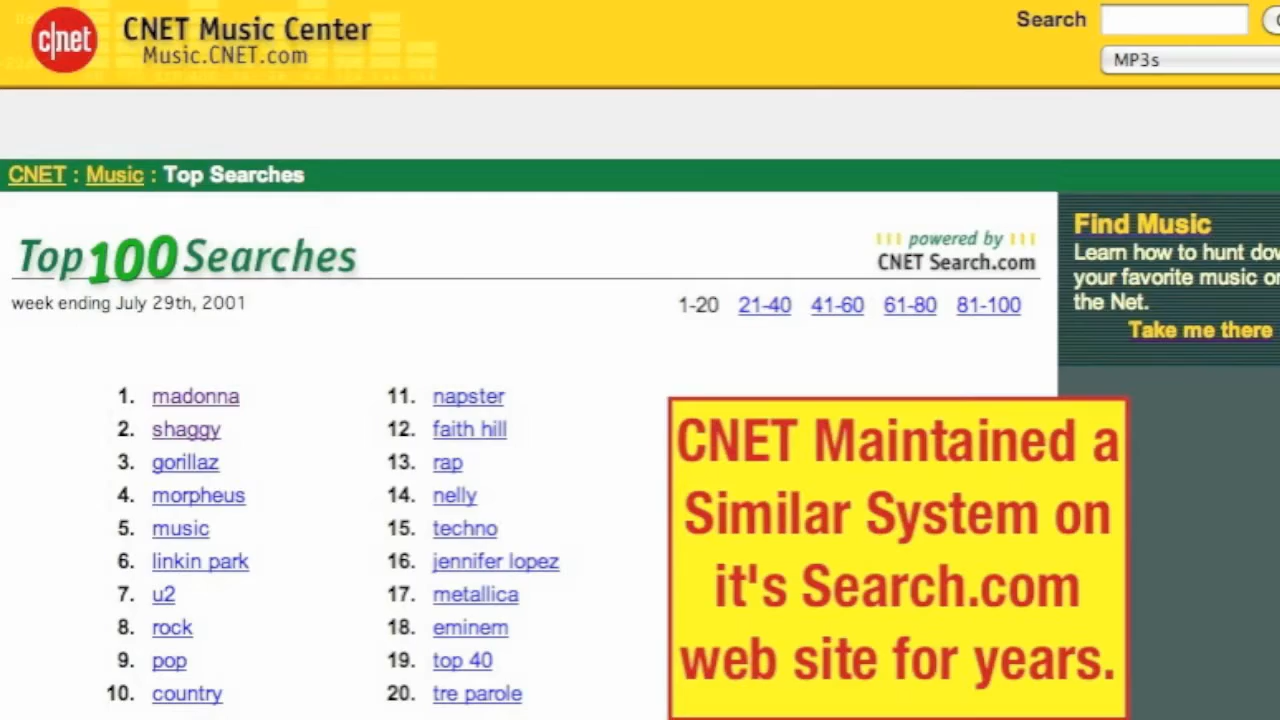 c|net
CNET Music Center
Music.CNET.com
Search
MP3s
CNET : Music : Top Searches
Top 100 Searches
powered by
CNET Search.com
week ending July 29th, 2001
1-20 21-40 41-60 61-80 81-100
Find Music
Learn how to hunt dow
your favorite music on
the Net.
Take me there
1. madonna
2. shaggy
3. gorillaz
4. morpheus
5. music
6. linkin park
7. u2
8. rock
9. pop
10. country
11. napster
12. faith hill
13. rap
14. nelly
15. techno
16. jennifer lopez
17. metallica
18. eminem
19. top 40
20. tre parole
CNET Maintained a
Similar System on
it's Search.com
web site for years.